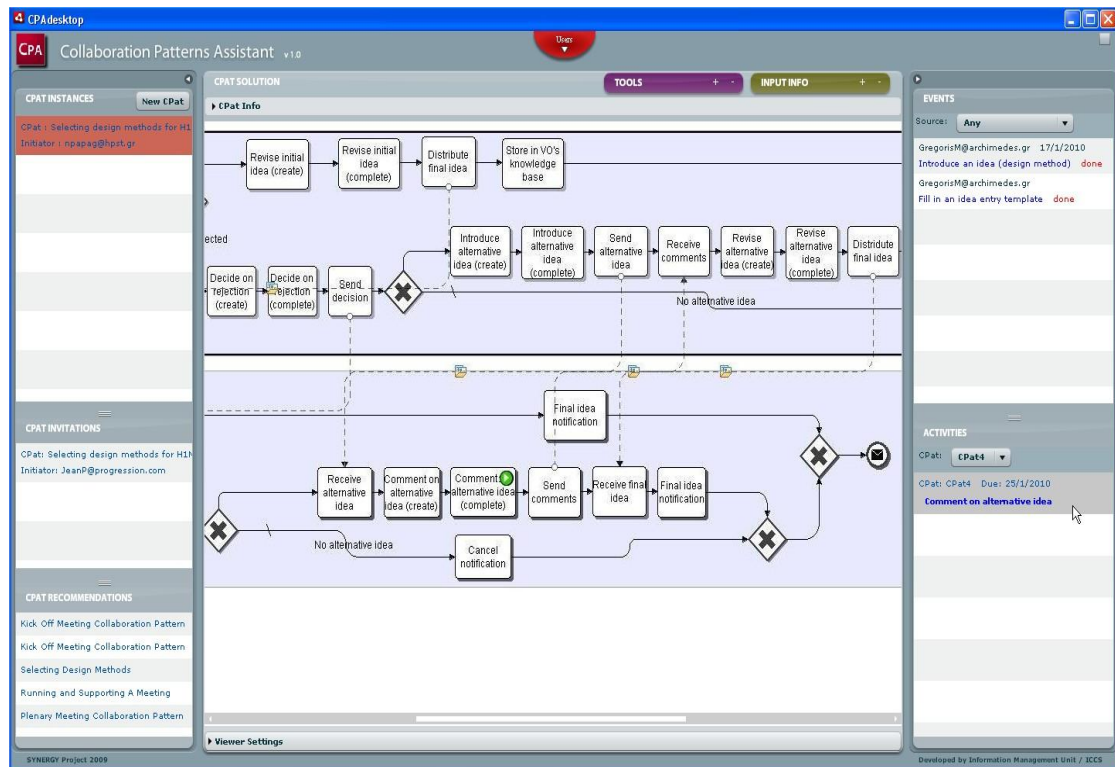 CPAdesktop
CPA
Collaboration Patterns Assistant v1.0
Users
CPAT INSTANCES
New CPat
CPat : Selecting design methods for H1
Initiator : npapag@hpst.gr
CPAT INVITATIONS
CPat: Selecting design methods for H1N
Initiator: JeanP@progression.com
CPAT RECOMMENDATIONS
Kick Off Meeting Collaboration Pattern
Kick Off Meeting Collaboration Pattern
Selecting Design Methods
Running and Supporting A Meeting
Plenary Meeting Collaboration Pattern
SYNERGY Project 2009
CPAT SOLUTION
TOOLS + -
INPUT INFO + -
CPat Info
Revise initial
idea (create)
Revise initial
idea
(complete)
Distribute
final idea
Store in VO's
knowledge
base
ected
Decide on
rejection
(create)
Decide on
rejection
(complete)
Send
decision
Introduce
alternative
idea (create)
Introduce
alternative
idea
(complete)
Send
alternative
idea
Receive
comments
Revise
alternative
idea (create)
Revise
alternative
idea
(complete)
Distribute
final idea
No alternative idea
Final idea
notification
Receive
alternative
idea
Comment on
alternative
idea (create)
Comment
alternative idea
(complete)
Send
comments
Receive final
idea
Final idea
notification
No alternative idea
Cancel
notification
Viewer Settings
EVENTS
Source: Any
GregorisM@archimedes.gr 17/1/2010
Introduce an idea (design method) done
GregorisM@archimedes.gr
Fill in an idea entry template done
ACTIVITIES
CPat: CPat4
CPat: CPat4 Due: 25/1/2010
Comment on alternative idea
Developed by Information Management Unit / ICCS